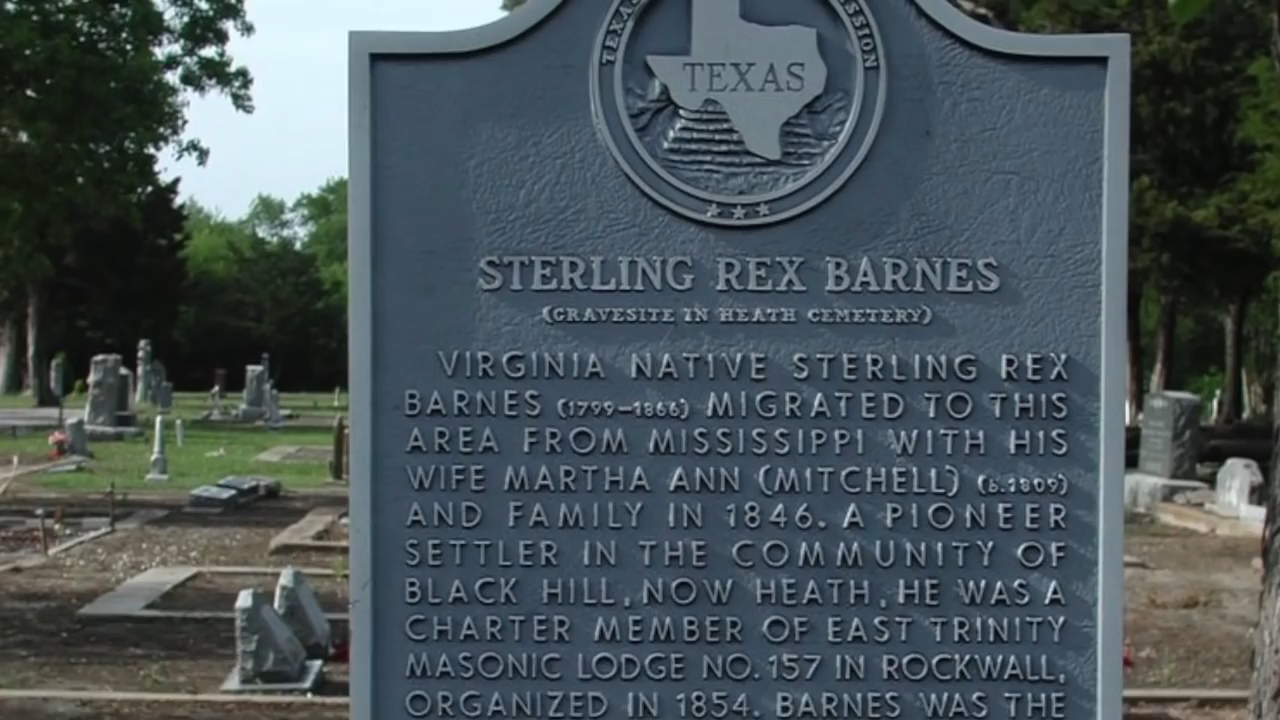 TEXAS
SSION
TEXAS
STERLING REX BARNES
(GRAVESITE IN HEATH CEMETERY)
VIRGINIA NATIVE STERLING REX
BARNES (1799-1866) MIGRATED TO THIS
AREA FROM MISSISSIPPI WITH HIS
WIFE MARTHA ANN (MITCHELL) (b.1809)
AND FAMILY IN 1846. A PIONEER
SETTLER IN THE COMMUNITY OF
BLACK HILL, NOW HEATH, HE WAS A
CHARTER MEMBER OF EAST TRINITY
MASONIC LODGE NO. 157 IN ROCKWALL,
ORGANIZED IN 1854. BARNES WAS THE